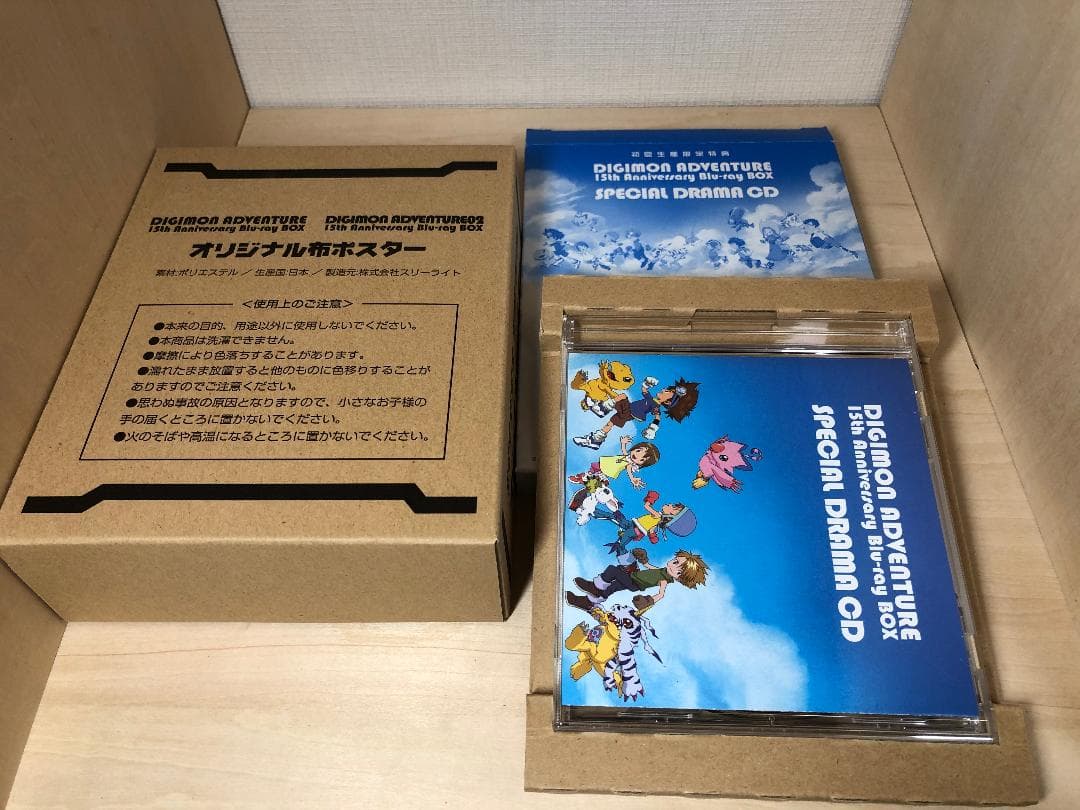 DIGIMON ADVENTURE
15th Anniversary Blu-ray BOX
DIGIMON ADVENTURE02
15th Anniversary Blu-ray BOX
オリジナル布ポスター
素材:ポリエステル ／ 生産国:日本 ／ 製造元:株式会社スリーライト
＜使用上のご注意＞
●本来の目的、用途以外に使用しないでください。
●本商品は洗濯できません。
●摩擦により色落ちすることがあります。
●濡れたまま放置すると他のものに色移りすることが
ありますのでご注意ください。
●思わぬ事故の原因となりますので、小さなお子様の
手の届くところに置かないでください。
●火のそばや高温になるところに置かないでください。
初回生産限定特典
DIGIMON ADVENTURE
15th Anniversary Blu-ray BOX
SPECIAL DRAMA CD
DIGIMON ADVENTURE
15th Anniversary Blu-ray BOX
SPECIAL DRAMA CD